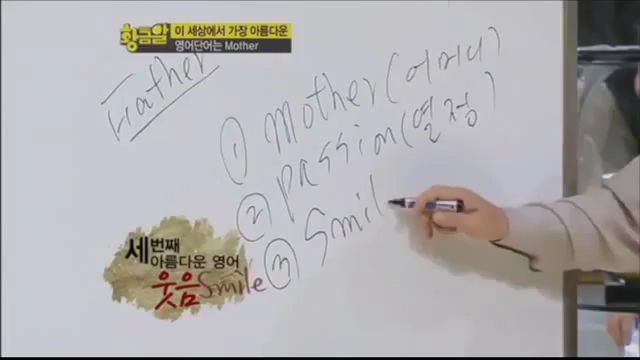 황금알
이 세상에서 가장 아름다운
영어단어는 Mother
Father
① Mother (어머니)
② Passion (열정)
③ Smil
세번째
아름다운 영어
웃음 Smile